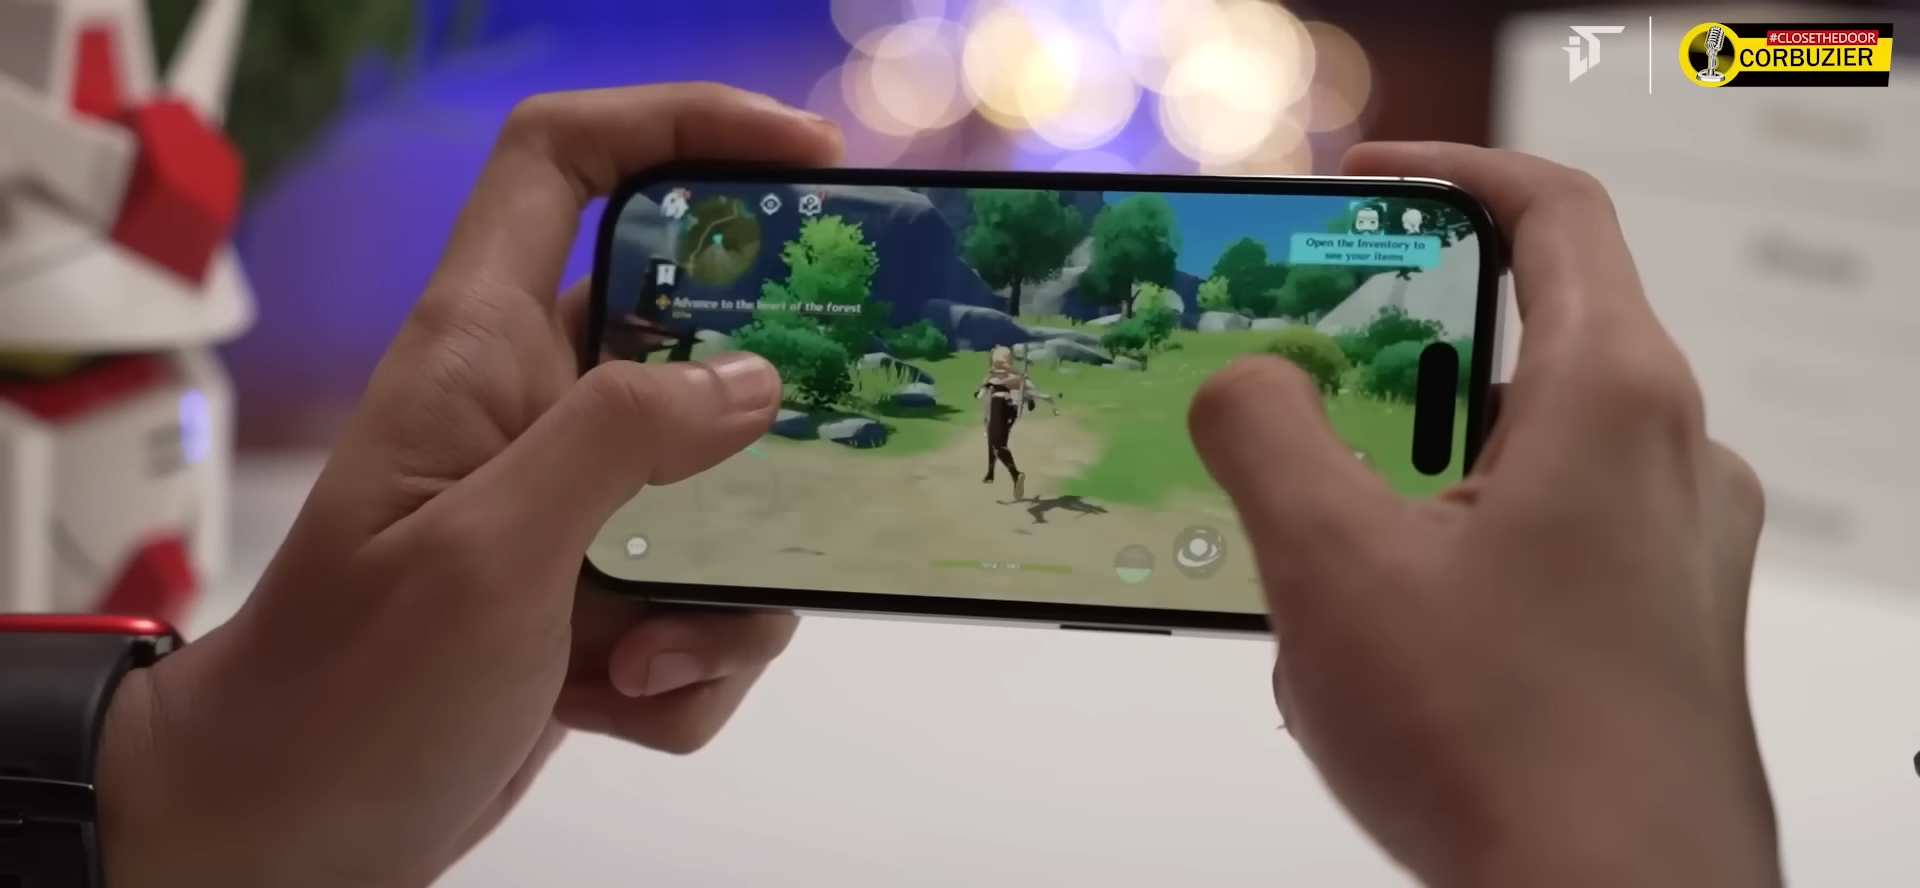 #CLOSETHEDOOR
CORBUZIER
Open the Inventory to
see your items
Advance to the heart of the forest